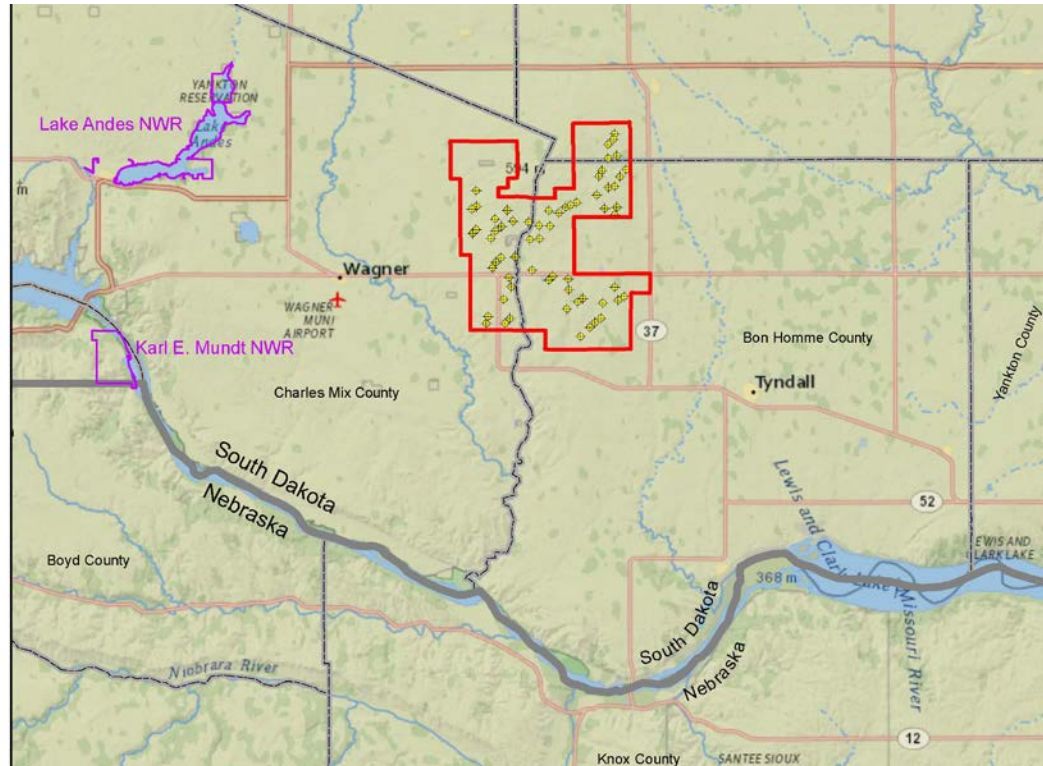 YANKTON
RESERVATION
Lake Andes NWR
Lake
Andes
m
594 m
Wagner
WAGNER
MUNI
AIRPORT
Karl E. Mundt NWR
37
Bon Homme County
Yankton County
Charles Mix County
Tyndall
South Dakota
Nebraska
52
Lewis and Clark Lake (Missouri River)
EWIS AND
LARK LAKE
Boyd County
368 m
South Dakota
Nebraska
Niobrara River
12
Knox County
SANTEE SIOUX